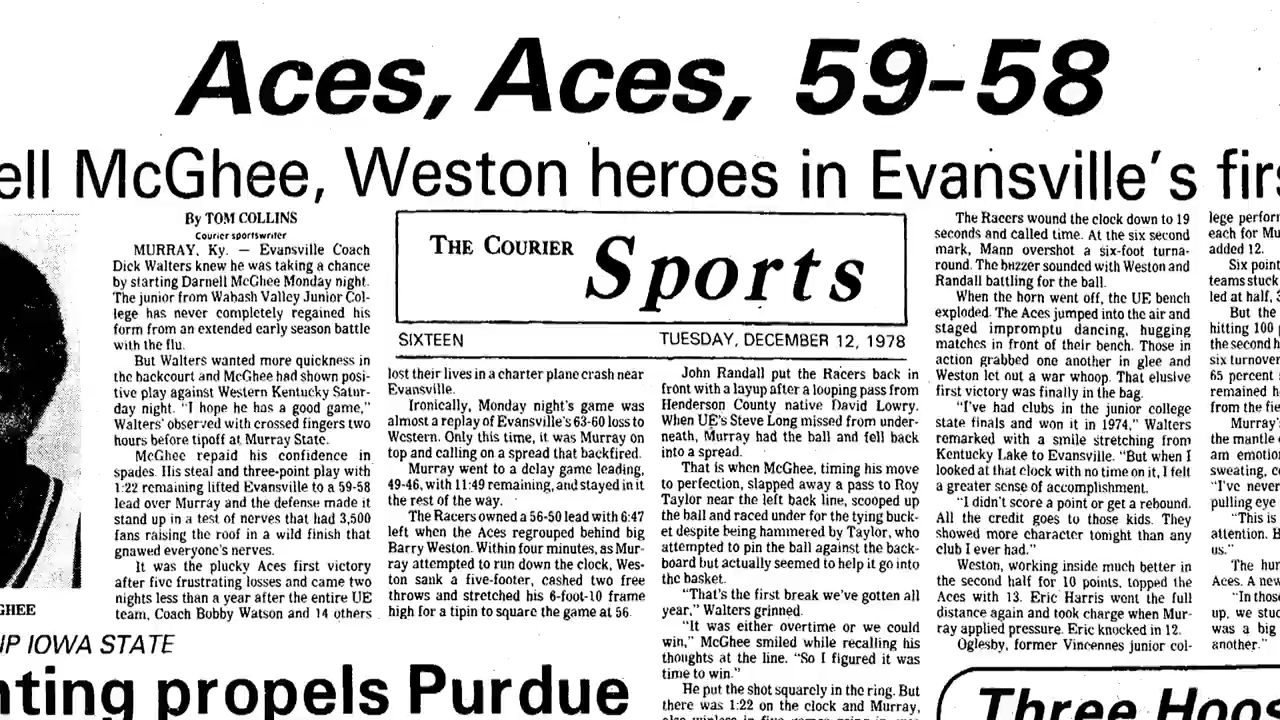 Aces, Aces, 59-58
ell McGhee, Weston heroes in Evansville's firs
By TOM COLLINS
Courier sportswriter
MURRAY, Ky. — Evansville Coach
Dick Walters knew he was taking a chance
by starting Darnell McGhee Monday night.
The junior from Wabash Valley Junior Col-
lege has never completely regained his
form from an extended early season battle
with the flu.
But Walters wanted more quickness in
the backcourt and McGhee had shown posi-
tive play against Western Kentucky Satur-
day night. "I hope he has a good game,"
Walters' observed with crossed fingers two
hours before tipoff at Murray State.
McGhee repaid his confidence in
spades. His steal and three-point play with
1:22 remaining lifted Evansville to a 59-58
lead over Murray and the defense made it
stand up in a test of nerves that had 3,500
fans raising the roof in a wild finish that
gnawed everyone's nerves.
It was the plucky Aces first victory
after five frustrating losses and came two
nights less than a year after the entire UE
team, Coach Bobby Watson and 14 others
THE COURIER Sports
SIXTEEN TUESDAY, DECEMBER 12, 1978
lost their lives in a charter plane crash near
Evansville.
Ironically, Monday night's game was
almost a replay of Evansville's 63-60 loss to
Western. Only this time, it was Murray on
top and calling on a spread that backfired.
Murray went to a delay game leading,
49-46, with 11:49 remaining, and stayed in it
the rest of the way.
The Racers owned a 56-50 lead with 6:47
left when the Aces regrouped behind big
Barry Weston. Within four minutes, as Mur-
ray attempted to run down the clock, Wes-
ton sank a five-footer, cashed two free
throws and stretched his 6-foot-10 frame
high for a tipin to square the game at 56.
John Randall put the Racers back in
front with a layup after a looping pass from
Henderson County native David Lowry.
When UE's Steve Long missed from under-
neath, Murray had the ball and fell back
into a spread.
That is when McGhee, timing his move
to perfection, slapped away a pass to Roy
Taylor near the left back line, scooped up
the ball and raced under for the tying buck-
et despite being hammered by Taylor, who
attempted to pin the ball against the back-
board but actually seemed to help it go into
the basket.
"That's the first break we've gotten all
year," Walters grinned.
"It was either overtime or we could
win," McGhee smiled while recalling his
thoughts at the line. "So I figured it was
time to win."
He put the shot squarely in the ring. But
there was 1:22 on the clock and Murray,
The Racers wound the clock down to 19
seconds and called time. At the six second
mark, Mann overshot a six-foot turna-
round. The buzzer sounded with Weston and
Randall battling for the ball.
When the horn went off, the UE bench
exploded. The Aces jumped into the air and
staged impromptu dancing, hugging
matches in front of their bench. Those in
action grabbed one another in glee and
Weston let out a war whoop. That elusive
first victory was finally in the bag.
"I've had clubs in the junior college
state finals and won it in 1974," Walters
remarked with a smile stretching from
Kentucky Lake to Evansville. "But when I
looked at that clock with no time on it, I felt
a greater sense of accomplishment.
"I didn't score a point or get a rebound.
All the credit goes to those kids. They
showed more character tonight than any
club I ever had."
Weston, working inside much better in
the second half for 10 points, topped the
Aces with 13. Eric Harris went the full
distance again and took charge when Mur-
ray applied pressure. Eric knocked in 12.
Oglesby, former Vincennes junior col-
lege perfor
each for Mu
added 12.
Six point
teams stuck
led at half, 3
But the
hitting 100 p
the second h
six turnover
65 percent
remained h
from the fie
Murray'
the mantle
am emotion
sweating, c
"I've never
pulling eye
"This is
attention. B
us."
The hur
Aces. A new
"In those
up, we stuc
was a big
another."
GHEE
IP IOWA STATE
nting propels Purdue
Three Hoos